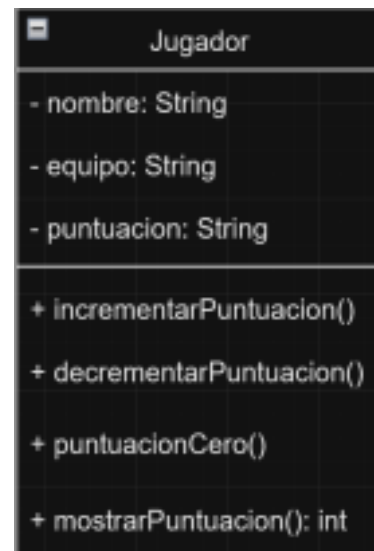 Jugador
- nombre: String
- equipo: String
- puntuacion: String
+ incrementarPuntuacion()
+ decrementarPuntuacion()
+ puntuacionCero()
+ mostrarPuntuacion(): int